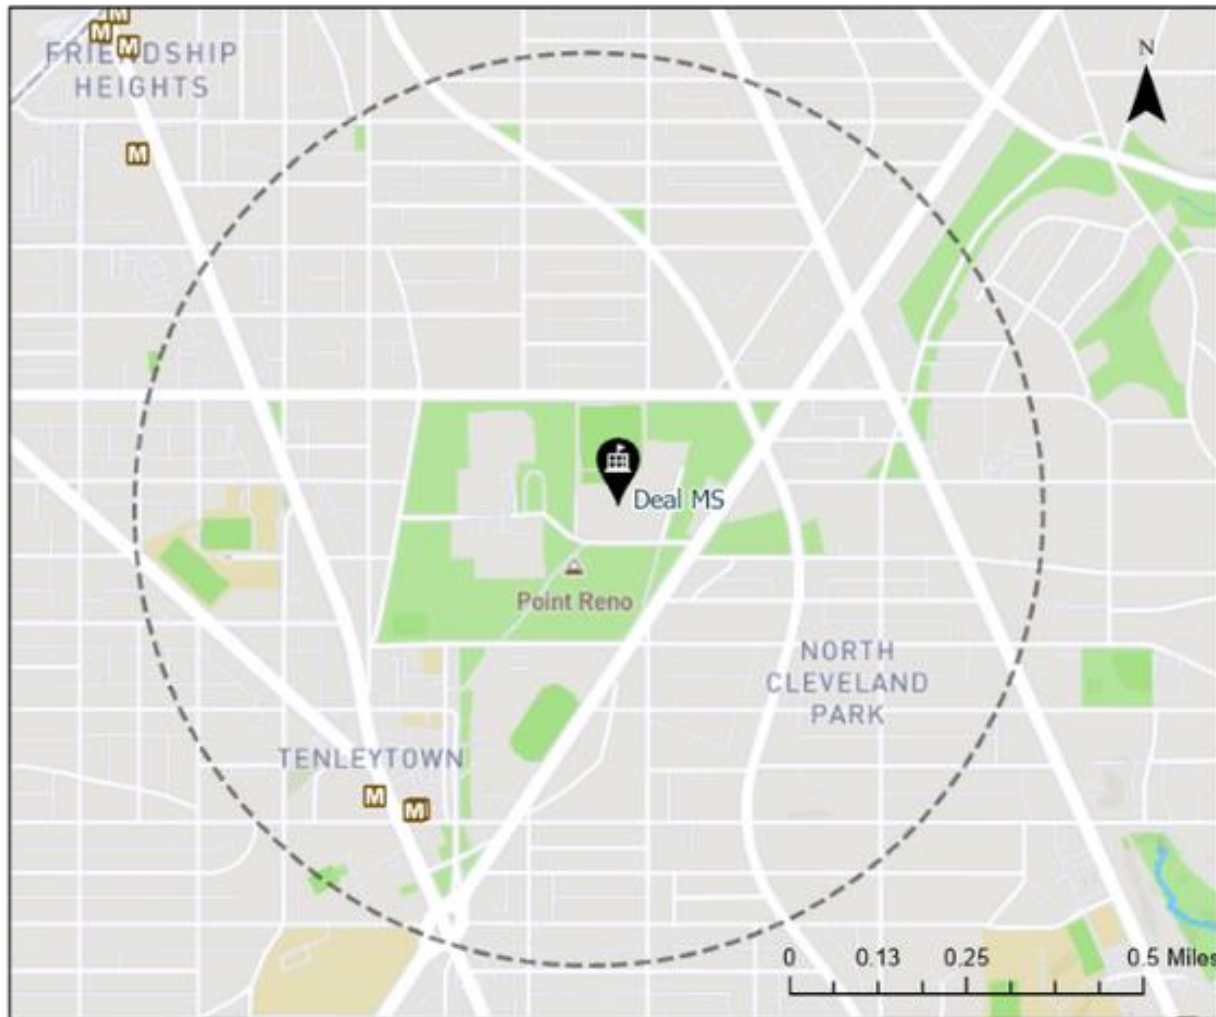 M
M
M
FRIENDSHIP
HEIGHTS
N
M
Deal MS
Point Reno
NORTH
CLEVELAND
PARK
TENLEYTOWN
M
M
0 0.13 0.25 0.5 Miles